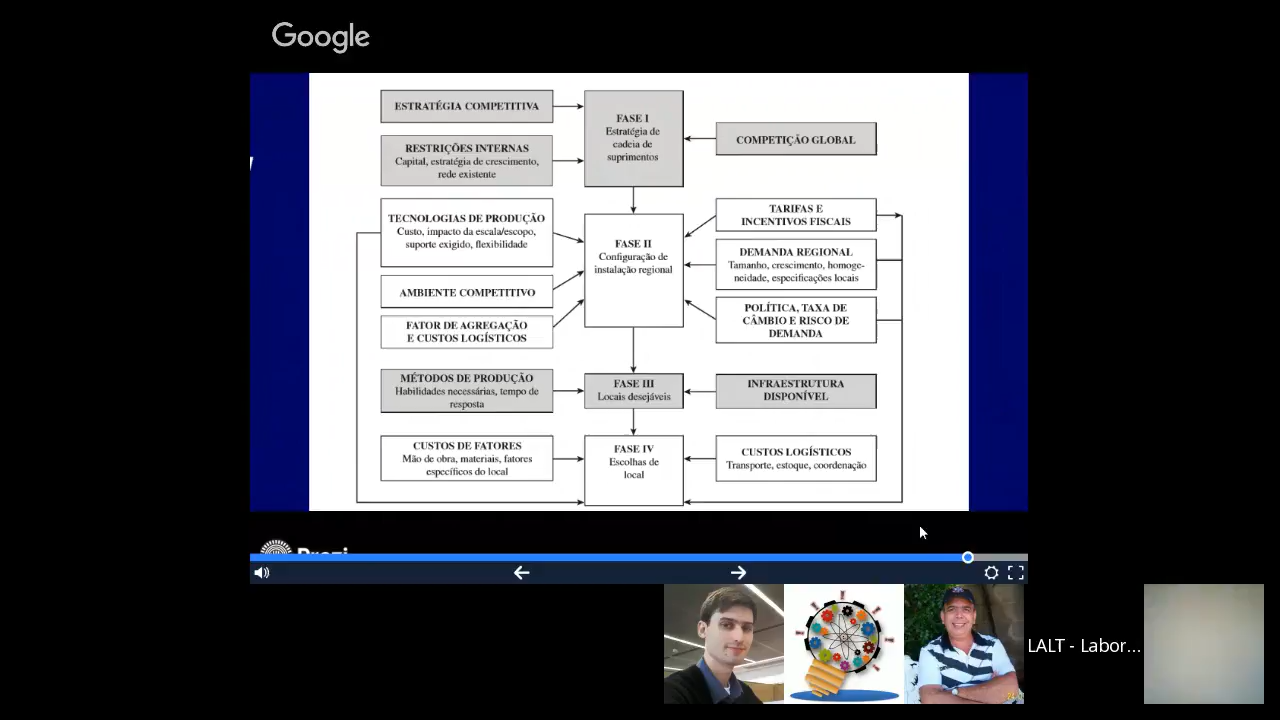 Google
ESTRATÉGIA COMPETITIVA
RESTRIÇÕES INTERNAS
Capital, estratégia de crescimento,
rede existente
FASE I
Estratégia de
cadeia de
suprimentos
COMPETIÇÃO GLOBAL
TECNOLOGIAS DE PRODUÇÃO
Custo, impacto da escala/escopo,
suporte exigido, flexibilidade
AMBIENTE COMPETITIVO
FATOR DE AGREGAÇÃO
E CUSTOS LOGÍSTICOS
FASE II
Configuração de
instalação regional
TARIFAS E
INCENTIVOS FISCAIS
DEMANDA REGIONAL
Tamanho, crescimento, homoge-
neidade, especificações locais
POLÍTICA, TAXA DE
CÂMBIO E RISCO DE
DEMANDA
MÉTODOS DE PRODUÇÃO
Habilidades necessárias, tempo de
resposta
FASE III
Locais desejáveis
INFRAESTRUTURA
DISPONÍVEL
CUSTOS DE FATORES
Mão de obra, materiais, fatores
específicos do local
FASE IV
Escolhas de
local
CUSTOS LOGÍSTICOS
Transporte, estoque, coordenação
Prezi
LALT - Labor...